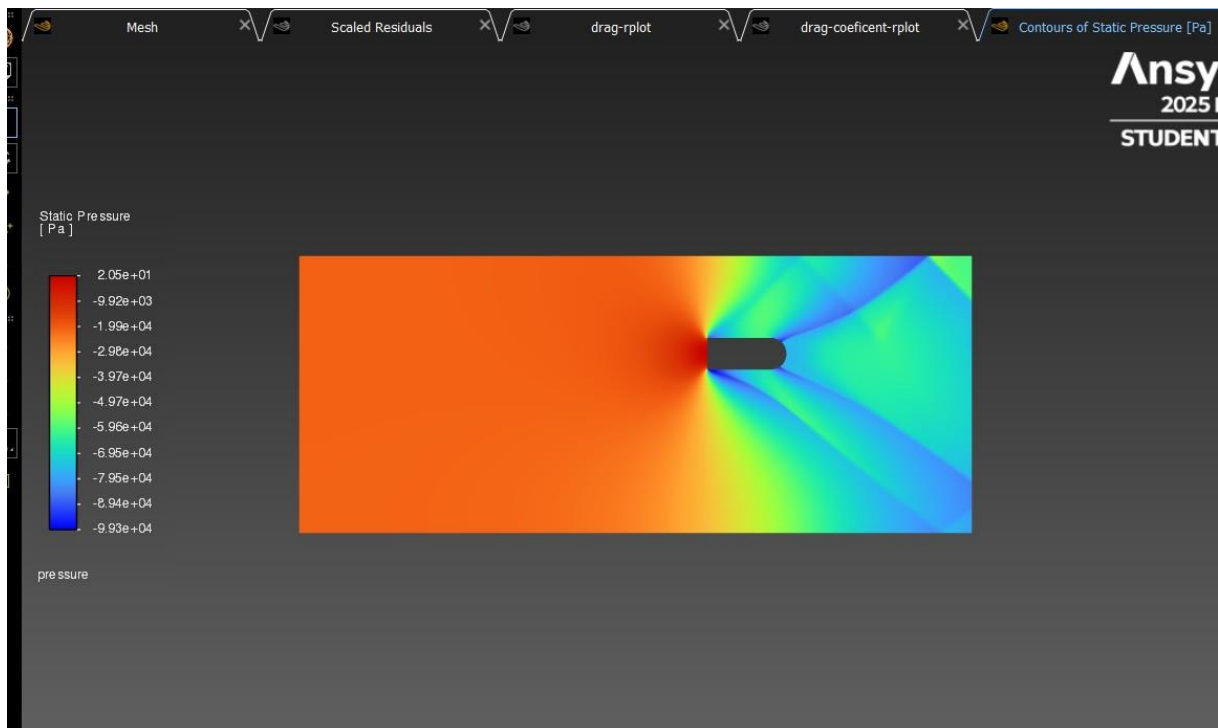 Mesh
Scaled Residuals
drag-rplot
drag-coeficent-rplot
Contours of Static Pressure [Pa]
Ansy
2025
STUDENT
Static Pressure
[ Pa ]
2.05e+01
-9.92e+03
-1.99e+04
-2.98e+04
-3.97e+04
-4.97e+04
-5.96e+04
-6.95e+04
-7.95e+04
-8.94e+04
-9.93e+04
pressure